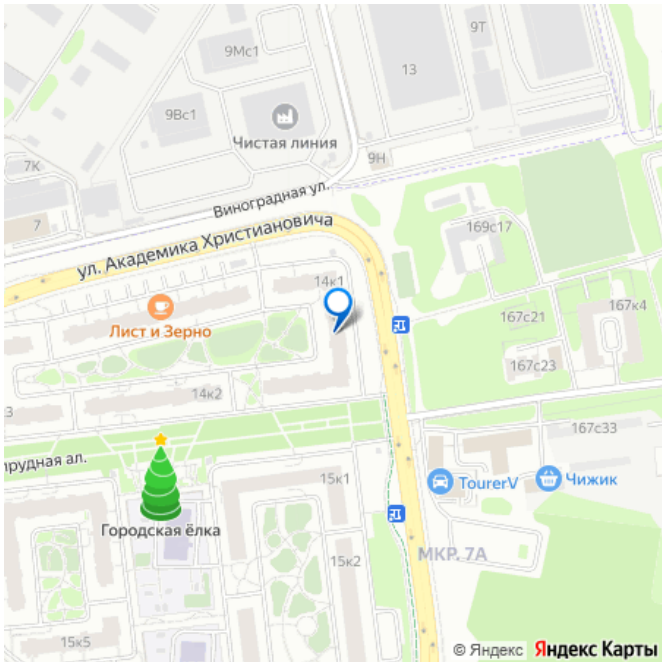 9Мс1
9Т
13
9Вс1
Чистая линия
9Н
7К
Виноградная ул.
7
169с17
ул. Академика Христиановича
14к1
167к4
Лист и Зерно
167с21
167с23
14к2
3
167с33
прудная ал.
15к1
TourerV
Чижик
Городская ёлка
МКР. 7А
15к2
15к5
© Яндекс Яндекс Карты